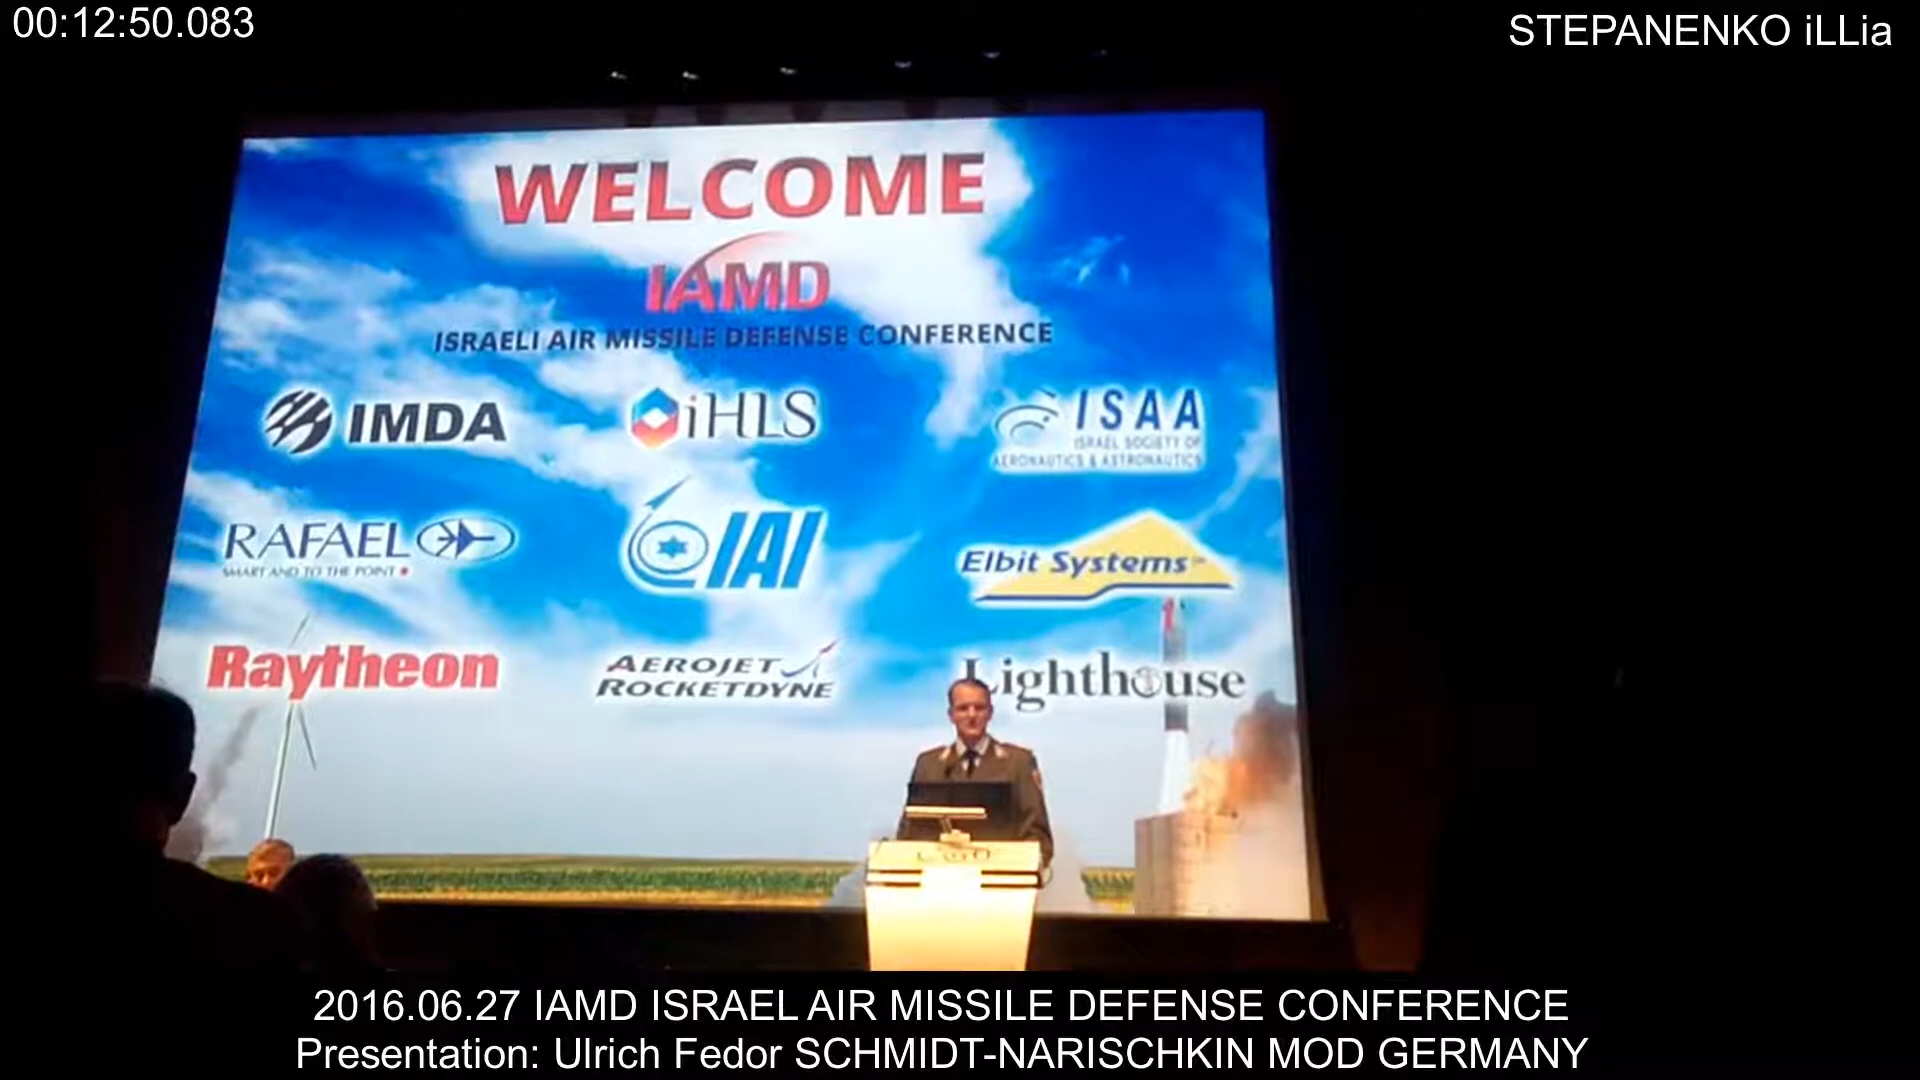 00:12:50.083
STEPANENKO iLLia
WELCOME
IAMD
ISRAELI AIR MISSILE DEFENSE CONFERENCE
IMDA
iHLS
ISAA
ISRAEL SOCIETY OF
AERONAUTICS & ASTRONAUTICS
RAFAEL
SMART AND TO THE POINT
IAI
Elbit Systems
Raytheon
AEROJET
ROCKETDYNE
Lighthouse
2016.06.27 IAMD ISRAEL AIR MISSILE DEFENSE CONFERENCE
Presentation: Ulrich Fedor SCHMIDT-NARISCHKIN MOD GERMANY